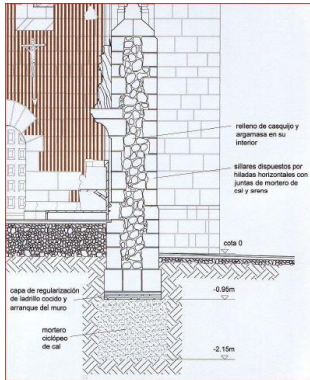 relleno de casquijo y
argamasa en su
interior
sillares dispuestos por
hiladas horizontales con
juntas de mortero de
cal y arena
cota 0
capa de regularización
de ladrillo cocido y
arranque del muro
-0.95m
mortero
ciclópeo
de cal
-2.15m